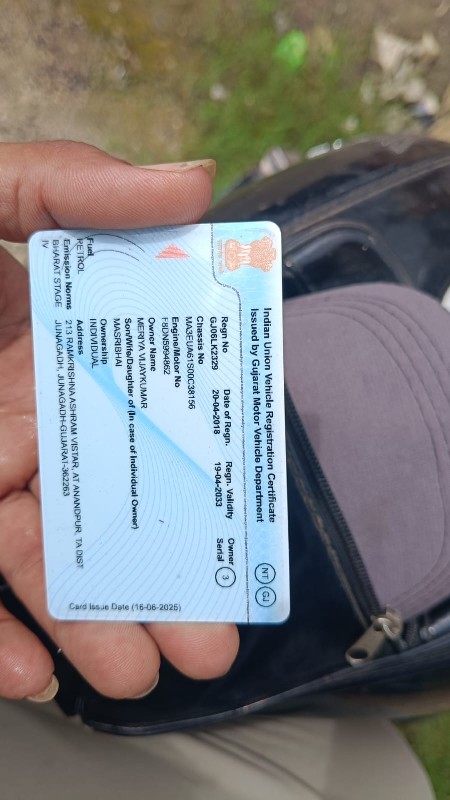 Indian Union Vehicle Registration Certificate
Issued by Gujarat Motor Vehicle Department
NT GJ
Regn No Date of Regn. Regn. Validity Owner Serial
GJ06LK2329 20-04-2018 19-04-2033 3
Chassis No
MA3EUA61S00C38156
Engine/Motor No
F8DN5994862
Owner Name
MERIYA VIJAYKUMAR
Son/Wife/Daughter of (In case of Individual Owner)
MASRIBHAI
Ownership
INDIVIDUAL
Fuel
PETROL
Emission Norms
BHARAT STAGE
IV
Address
213 RAMKRISHNA ASHRAM VISTAR, AT ANANDPUR, TA DIST
JUNAGADH, JUNAGADH-GUJARAT-362263
Card Issue Date (16-06-2025)